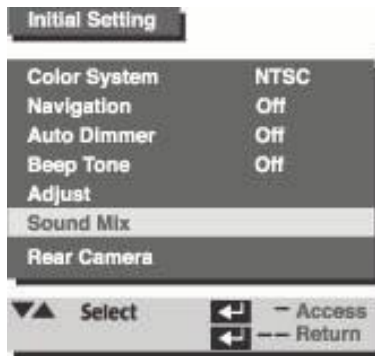 Initial Setting
Color System NTSC
Navigation Off
Auto Dimmer Off
Beep Tone Off
Adjust
Sound Mix
Rear Camera
▼▲ Select ↵ – Access
↵ –– Return